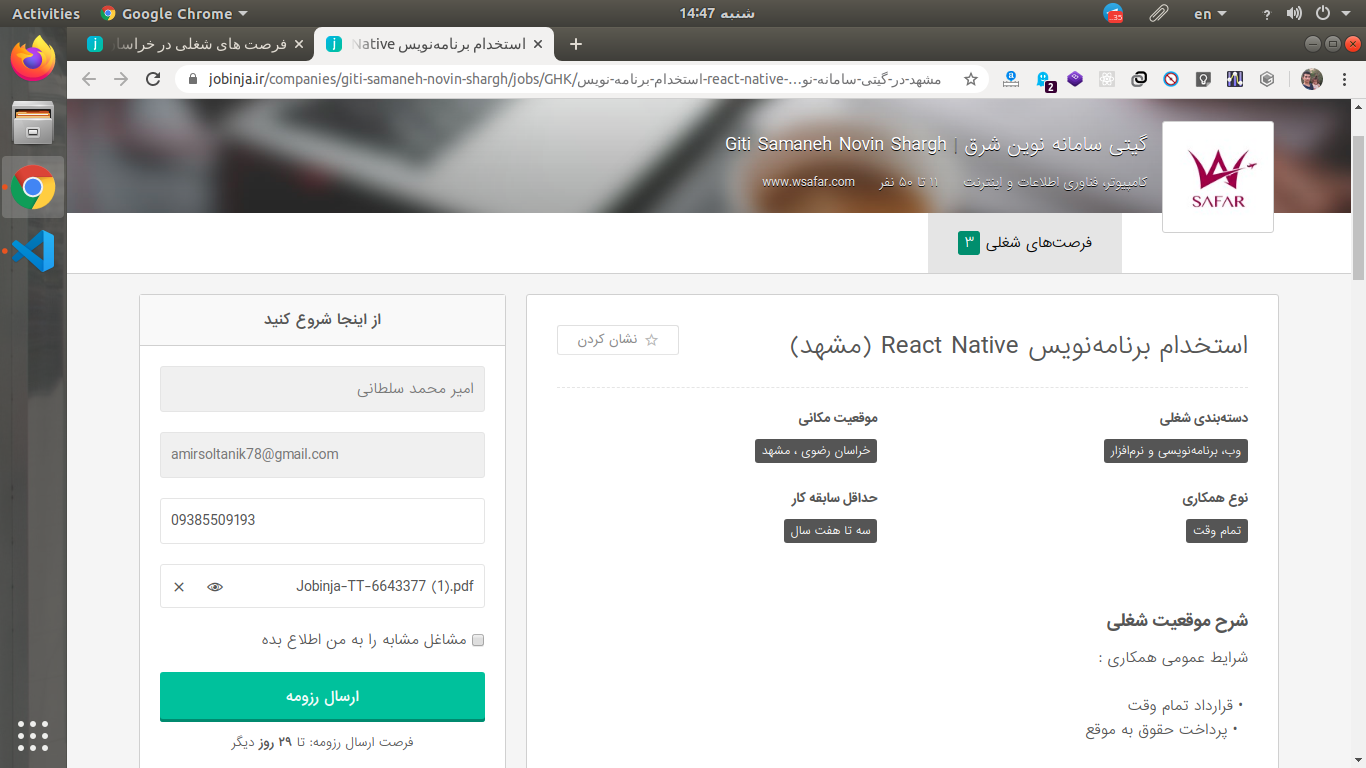 Activities
Google Chrome
شنبه 14:47
35
en
?
فرصت های شغلی در خراسان
استخدام برنامه‌نویس Native
jobinja.ir/companies/giti-samaneh-novin-shargh/jobs/GHK/استخدام-برنامه-نویس-react-native-مشهد-در-گیتی-سامانه-نو...
2
گیتی سامانه نوین شرق | Giti Samaneh Novin Shargh
کامپیوتر، فناوری اطلاعات و اینترنت
۱۱ تا ۵۰ نفر
www.wsafar.com
SAFAR
فرصت‌های شغلی ۳
استخدام برنامه‌نویس React Native (مشهد)
نشان کردن
دسته‌بندی شغلی
وب،‌ برنامه‌نویسی و نرم‌افزار
موقعیت مکانی
خراسان رضوی ، مشهد
نوع همکاری
تمام وقت
حداقل سابقه کار
سه تا هفت سال
شرح موقعیت شغلی
شرایط عمومی همکاری :
• قرارداد تمام وقت
• پرداخت حقوق به موقع
از اینجا شروع کنید
امیر محمد سلطانی
amirsoltanik78@gmail.com
09385509193
Jobinja-TT-6643377 (1).pdf
مشاغل مشابه را به من اطلاع بده
ارسال رزومه
فرصت ارسال رزومه: تا ۲۹ روز دیگر